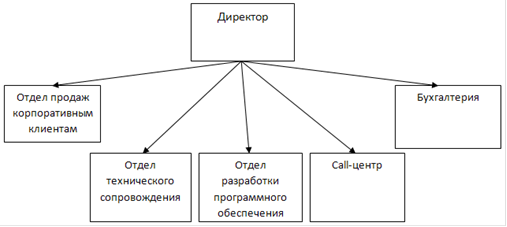 Директор
Отдел продаж
корпоративным
клиентам
Бухгалтерия
Отдел
технического
сопровождения
Отдел
разработки
программного
обеспечения
Call-центр